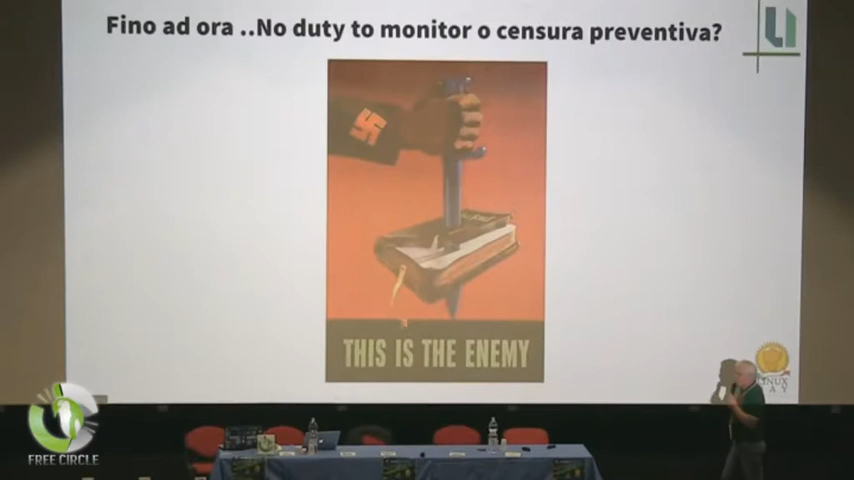 Fino ad ora ..No duty to monitor o censura preventiva?
THIS IS THE ENEMY
FREE CIRCLE